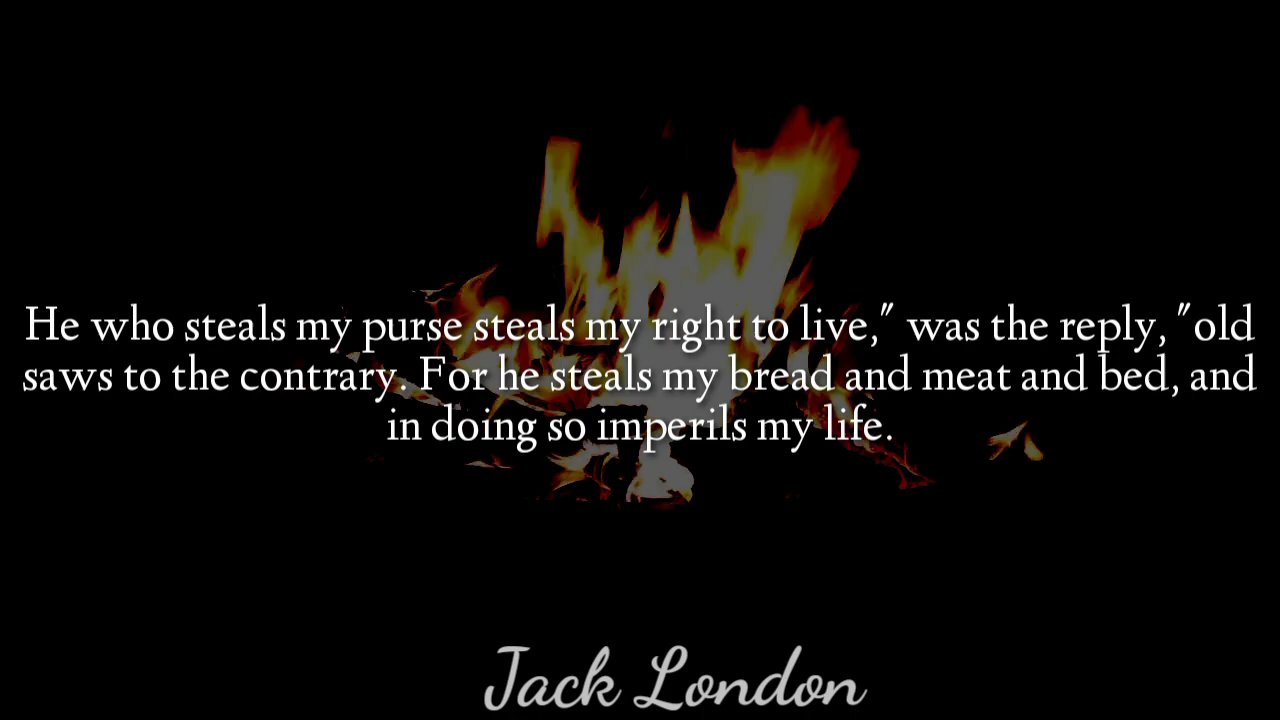 He who steals my purse steals my right to live," was the reply, "old
saws to the contrary. For he steals my bread and meat and bed, and
in doing so imperils my life.
Jack London